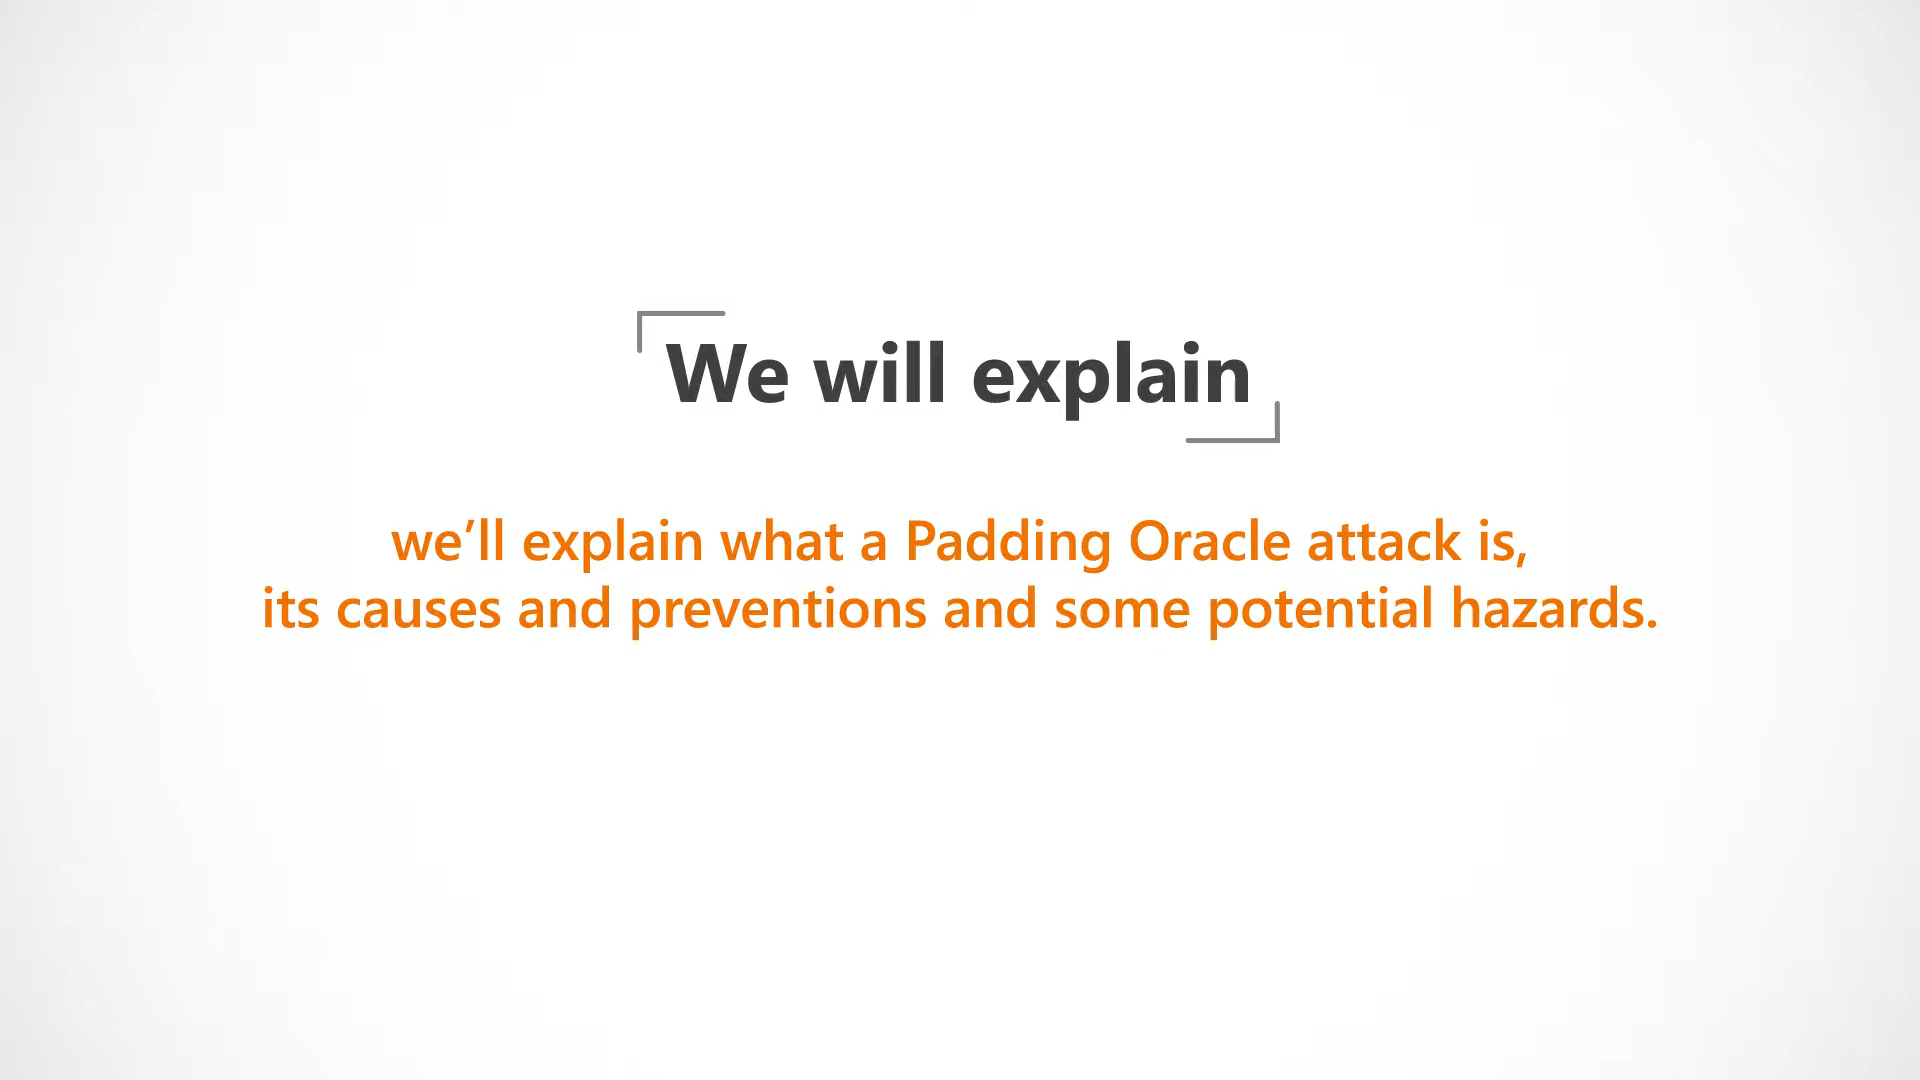 We will explain
we’ll explain what a Padding Oracle attack is,
its causes and preventions and some potential hazards.